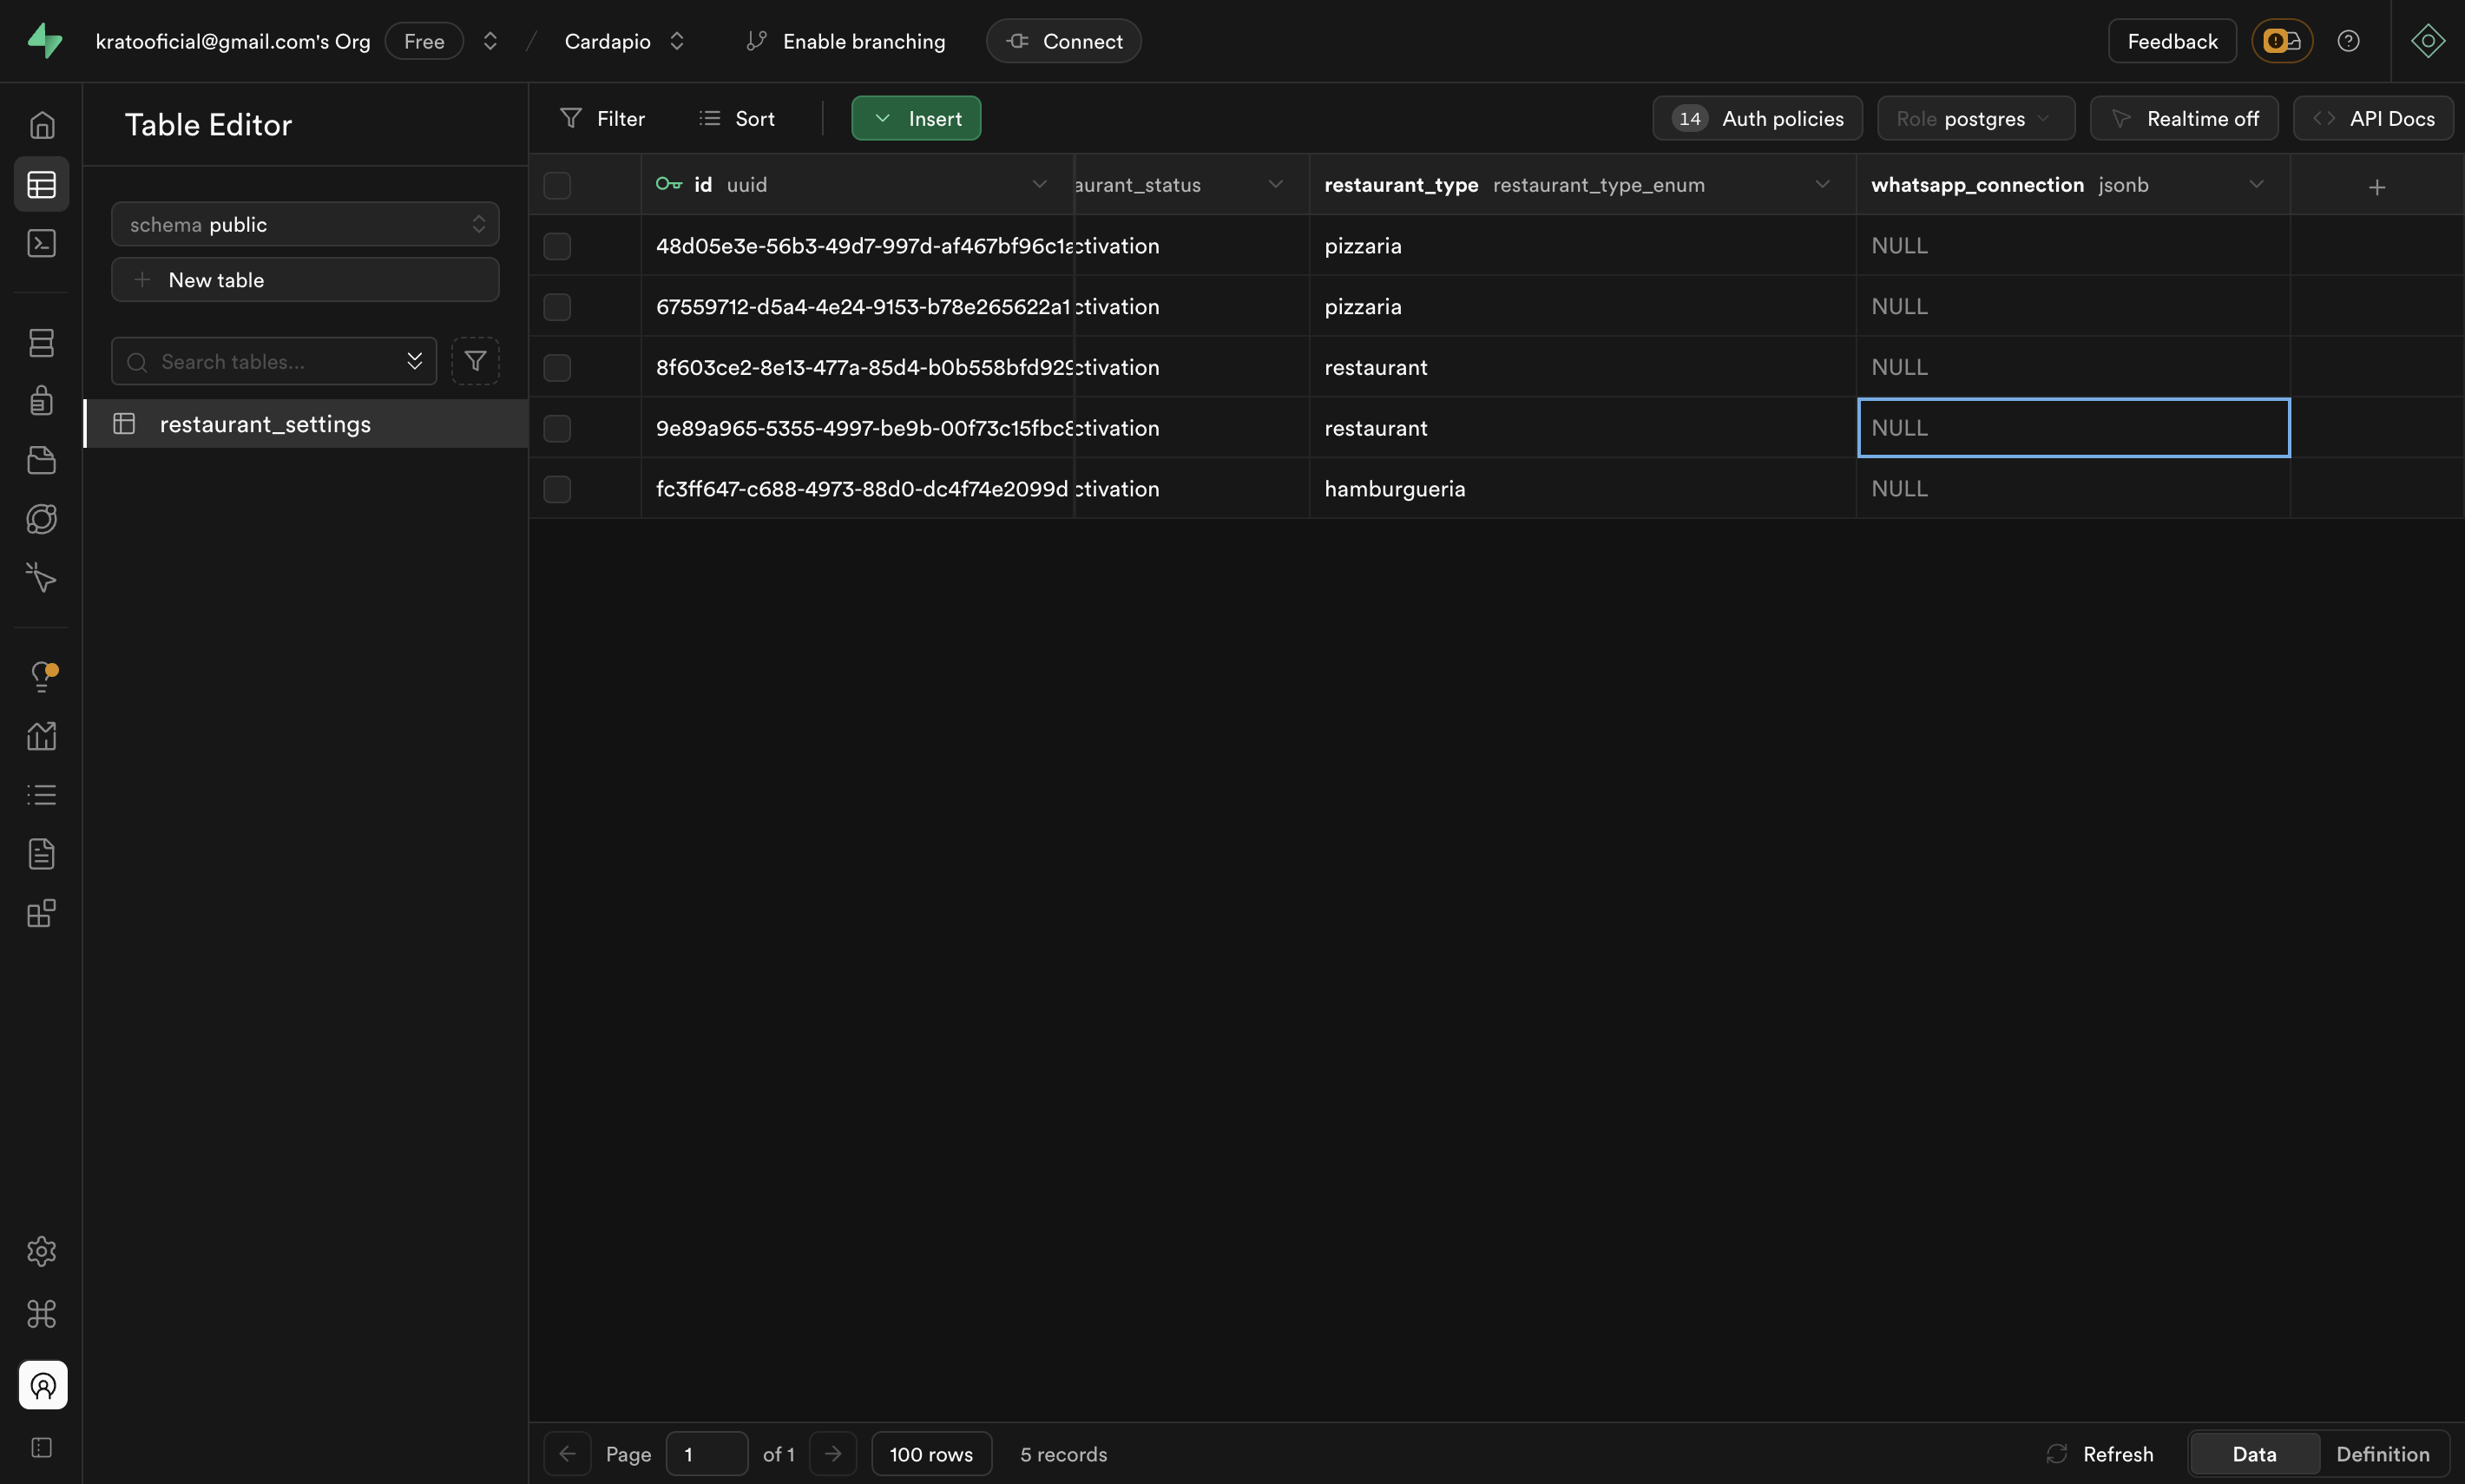 kratooficial@gmail.com's Org Free / Cardapio Enable branching Connect Feedback
Table Editor
schema public
New table
Search tables...
restaurant_settings
Filter Sort Insert 14 Auth policies Role postgres Realtime off API Docs
id uuid aurant_status restaurant_type restaurant_type_enum whatsapp_connection jsonb
48d05e3e-56b3-49d7-997d-af467bf96c1a ctivation pizzaria NULL
67559712-d5a4-4e24-9153-b78e265622a1 ctivation pizzaria NULL
8f603ce2-8e13-477a-85d4-b0b558bfd929 ctivation restaurant NULL
9e89a965-5355-4997-be9b-00f73c15fbc8 ctivation restaurant NULL
fc3ff647-c688-4973-88d0-dc4f74e2099d ctivation hamburgueria NULL
Page 1 of 1 100 rows 5 records Refresh Data Definition